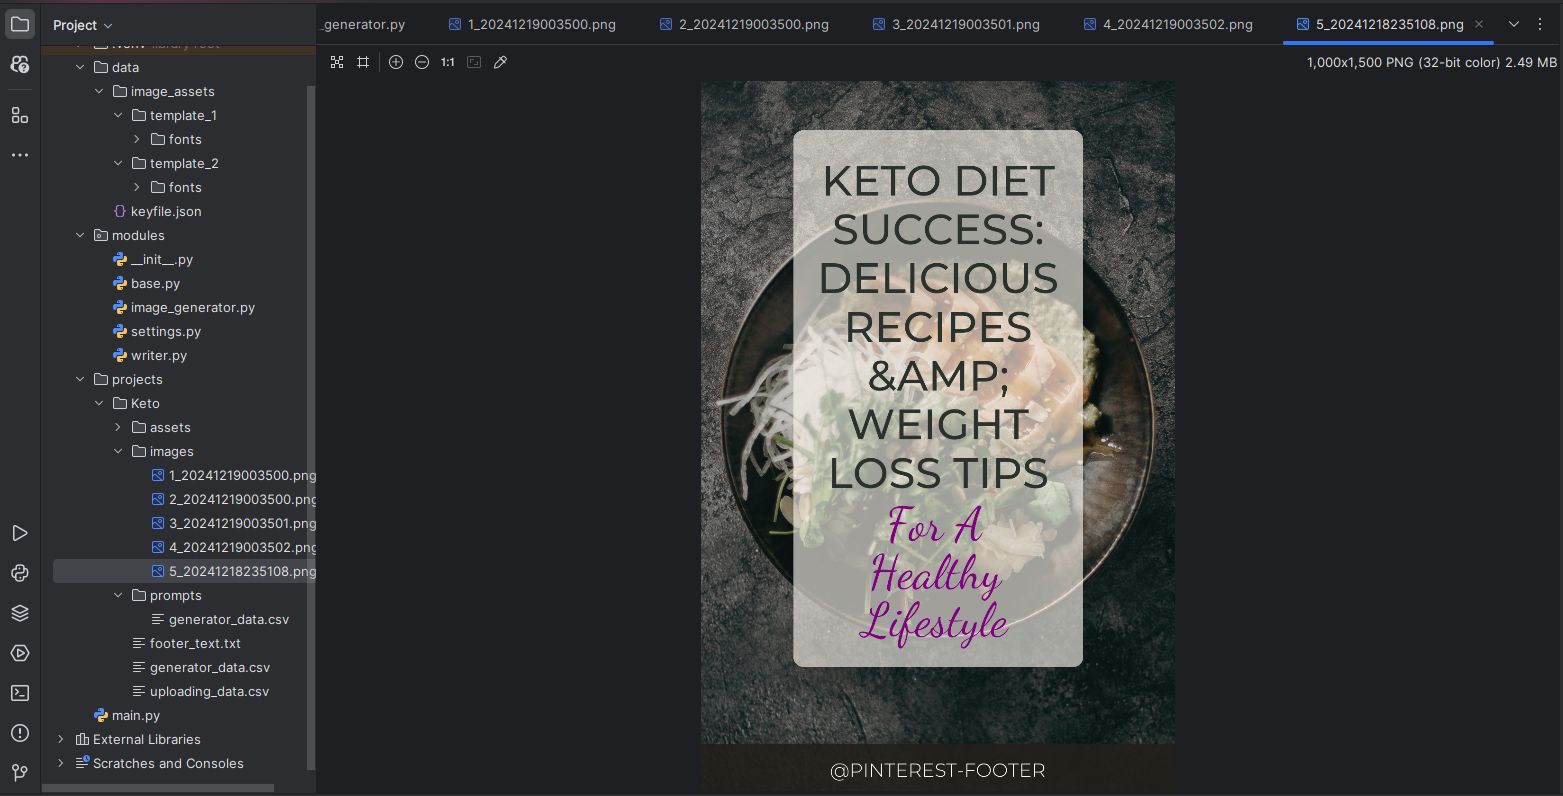 Project
_generator.py
1_20241219003500.png
2_20241219003500.png
3_20241219003501.png
4_20241219003502.png
5_20241218235108.png
1:1
1,000x1,500 PNG (32-bit color) 2.49 MB
.venv library root
data
image_assets
template_1
fonts
template_2
fonts
keyfile.json
modules
__init__.py
base.py
image_generator.py
settings.py
writer.py
projects
Keto
assets
images
1_20241219003500.png
2_20241219003500.png
3_20241219003501.png
4_20241219003502.png
5_20241218235108.png
prompts
generator_data.csv
footer_text.txt
generator_data.csv
uploading_data.csv
main.py
External Libraries
Scratches and Consoles
KETO DIET
SUCCESS:
DELICIOUS
RECIPES
&AMP;
WEIGHT
LOSS TIPS
For A
Healthy
Lifestyle
@PINTEREST-FOOTER